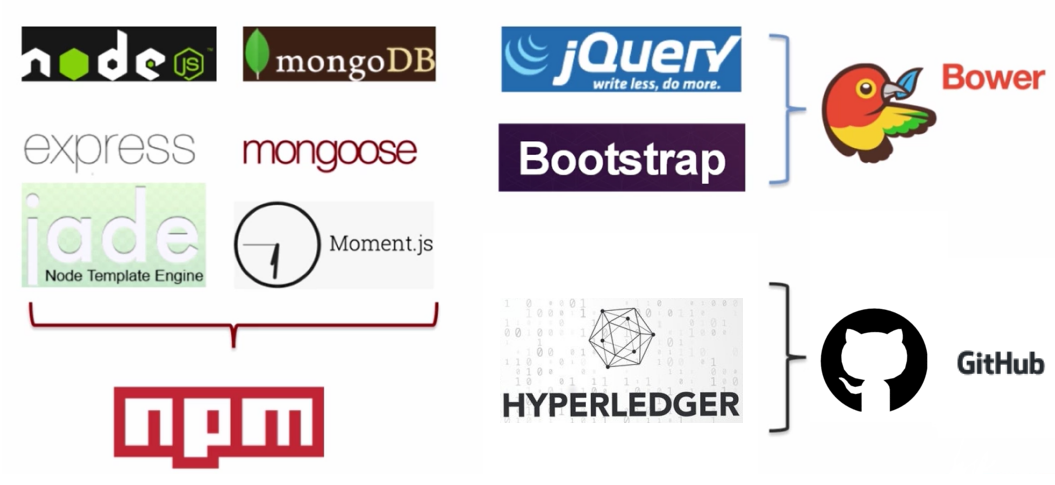 node JS™
mongoDB
express
mongoose
jade
Node Template Engine
Moment.js
npm
jQuery
write less, do more.
Bootstrap
Bower
HYPERLEDGER
GitHub